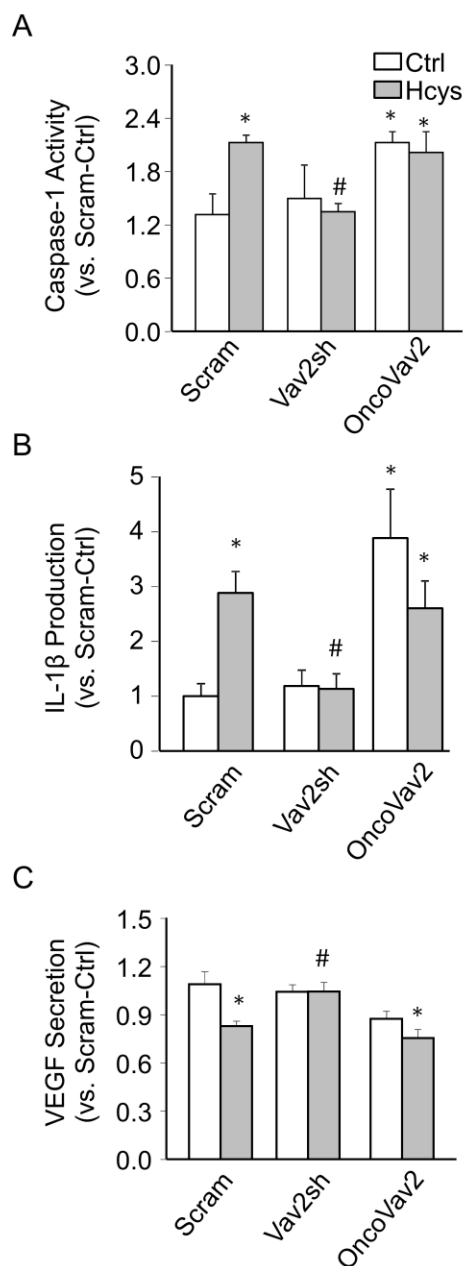 A
Ctrl
Hcys
Caspase-1 Activity
(vs. Scram-Ctrl)
3.0
2.4
1.8
1.2
0.6
0.0
*
#
* *
Scram
Vav2sh
OncoVav2
B
IL-1β Production
(vs. Scram-Ctrl)
5
4
3
2
1
0
*
#
*
*
Scram
Vav2sh
OncoVav2
C
VEGF Secretion
(vs. Scram-Ctrl)
1.5
1.2
0.9
0.6
0.3
0.0
*
#
*
Scram
Vav2sh
OncoVav2